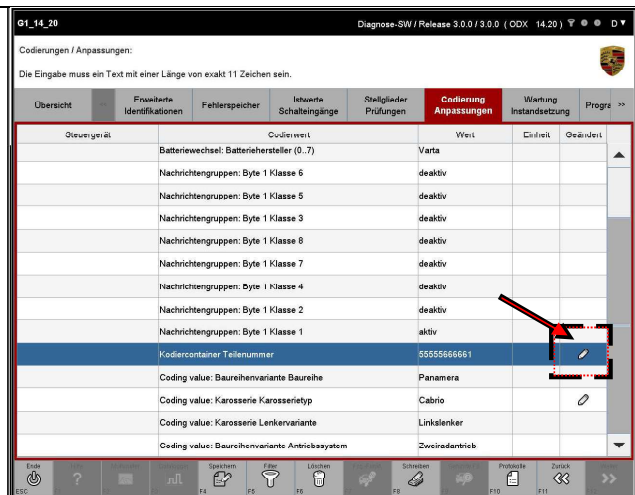 G1_14_20 Diagnose-SW / Release 3.0.0 / 3.0.0 ( ODX 14.20 ) D
Codierungen / Anpassungen:
Die Eingabe muss ein Text mit einer Länge von exakt 11 Zeichen sein.
Übersicht << Erweiterte Identifikationen Fehlerspeicher Istwerte Schalteingänge Stellglieder Prüfungen Codierung Anpassungen Wartung Instandsetzung Progra >>
Steuergerät Codierwert Wert Einheit Geändert
Batteriewechsel: Batteriehersteller (0..7) Varta
Nachrichtengruppen: Byte 1 Klasse 6 deaktiv
Nachrichtengruppen: Byte 1 Klasse 5 deaktiv
Nachrichtengruppen: Byte 1 Klasse 3 deaktiv
Nachrichtengruppen: Byte 1 Klasse 8 deaktiv
Nachrichtengruppen: Byte 1 Klasse 7 deaktiv
Nachrichtengruppen: Byte 1 Klasse 4 deaktiv
Nachrichtengruppen: Byte 1 Klasse 2 deaktiv
Nachrichtengruppen: Byte 1 Klasse 1 aktiv
Kodiercontainer Teilenummer 55555666661
Coding value: Baureihenvariante Baureihe Panamera
Coding value: Karosserie Karosserietyp Cabrio
Coding value: Karosserie Lenkervariante Linkslenker
Coding value: Baureihenvariante Antriebssystem Zweiradantrieb
Ende Speichern Filter Löschen Schreiben Protokolle Zurück
ESC F4 F5 F6 F8 F10 F11